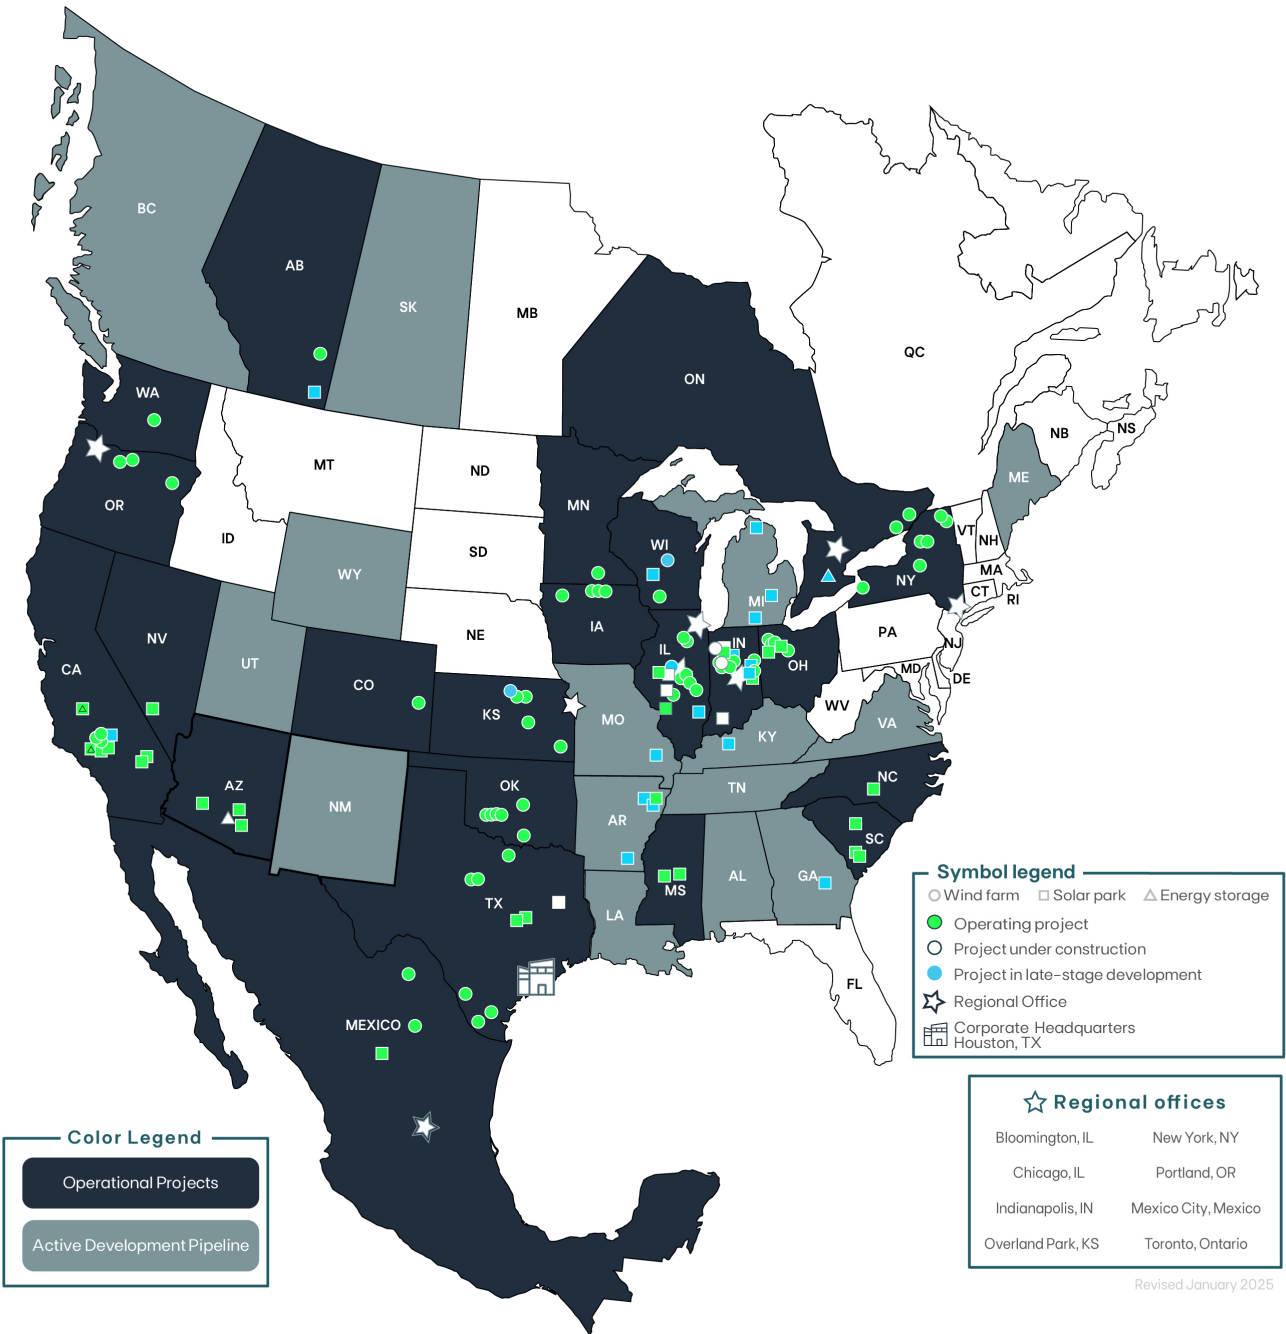 BC
AB
SK
MB
QC
ON
WA
MT
ND
NB
NS
OR
MN
ME
ID
SD
WI
VT
NH
WY
MA
NY
CT
RI
MI
IA
NE
PA
NV
IL
IN
NJ
CA
UT
OH
MD
DE
CO
WV
KS
MO
VA
KY
NC
AZ
OK
TN
NM
AR
SC
MS
AL
GA
TX
LA
FL
MEXICO
Symbol legend
Wind farm
Solar park
Energy storage
Operating project
Project under construction
Project in late-stage development
Regional Office
Corporate Headquarters
Houston, TX
Regional offices
Bloomington, IL
New York, NY
Chicago, IL
Portland, OR
Indianapolis, IN
Mexico City, Mexico
Overland Park, KS
Toronto, Ontario
Color Legend
Operational Projects
Active Development Pipeline
Revised January 2025